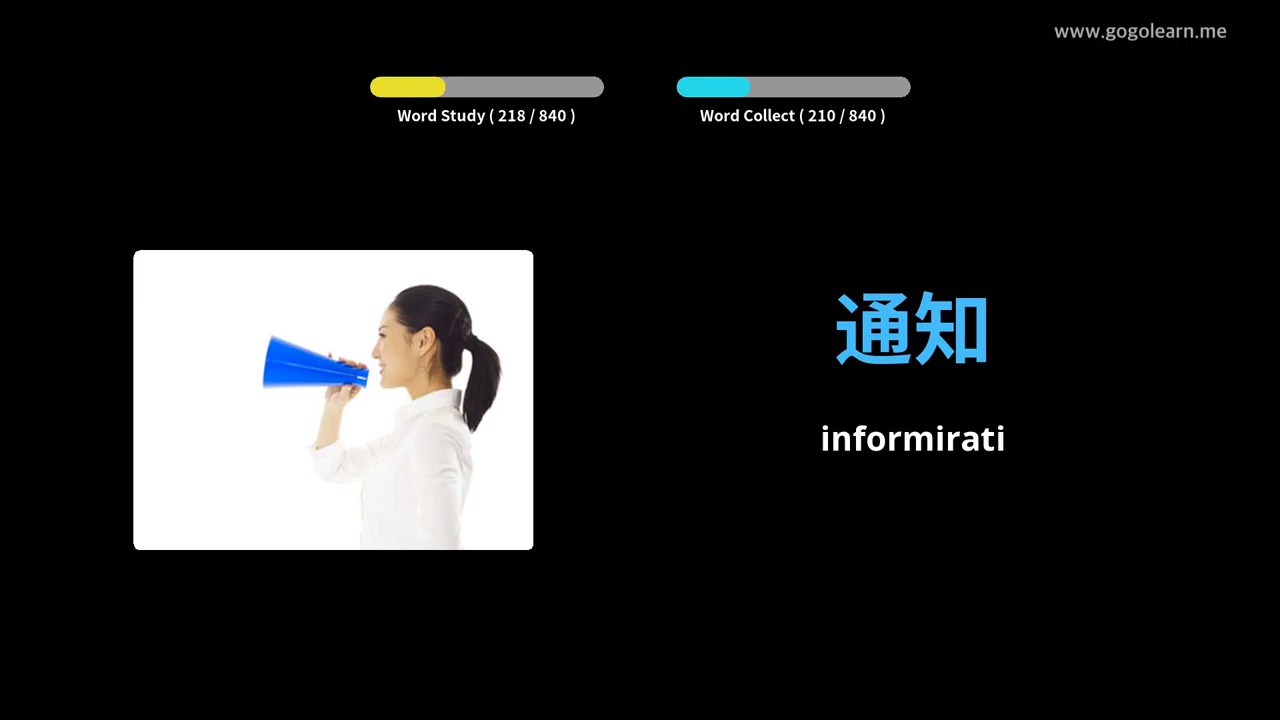 www.gogolearn.me
Word Study ( 218 / 840 )
Word Collect ( 210 / 840 )
通知
informirati